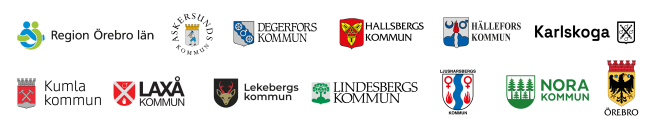 Region Örebro län
ASKERSUNDS
KOMMUN
DEGERFORS
KOMMUN
HALLSBERGS
KOMMUN
HÄLLEFORS
KOMMUN
Karlskoga
Kumla
kommun
LAXÅ
KOMMUN
Lekebergs
kommun
LINDESBERGS
KOMMUN
LJUSNARSBERGS
KOMMUN
NORA
KOMMUN
ÖREBRO